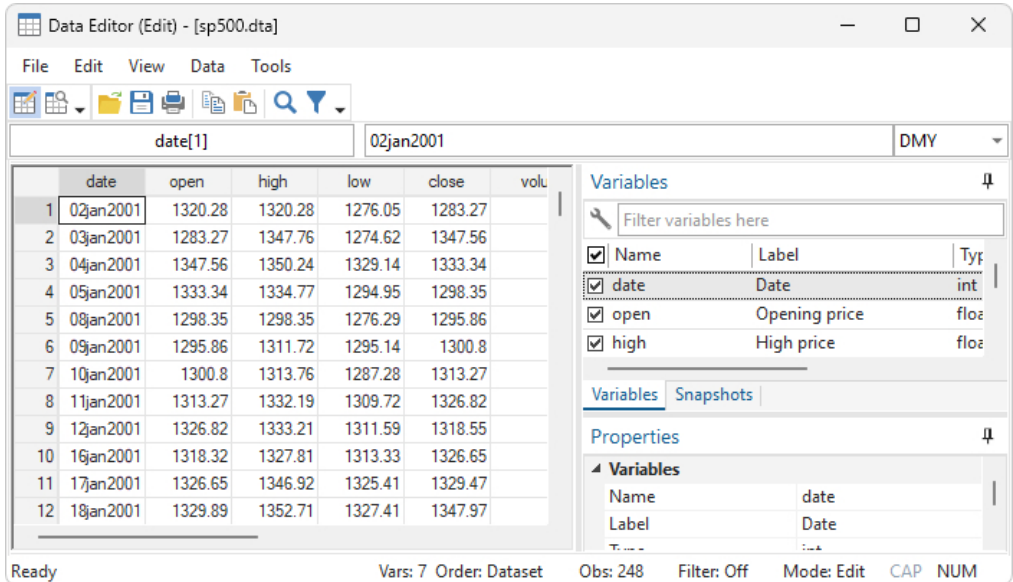 Data Editor (Edit) - [sp500.dta]
File Edit View Data Tools
date[1] 02jan2001 DMY
date open high low close volu
1 02jan2001 1320.28 1320.28 1276.05 1283.27
2 03jan2001 1283.27 1347.76 1274.62 1347.56
3 04jan2001 1347.56 1350.24 1329.14 1333.34
4 05jan2001 1333.34 1334.77 1294.95 1298.35
5 08jan2001 1298.35 1298.35 1276.29 1295.86
6 09jan2001 1295.86 1311.72 1295.14 1300.8
7 10jan2001 1300.8 1313.76 1287.28 1313.27
8 11jan2001 1313.27 1332.19 1309.72 1326.82
9 12jan2001 1326.82 1333.21 1311.59 1318.55
10 16jan2001 1318.32 1327.81 1313.33 1326.65
11 17jan2001 1326.65 1346.92 1325.41 1329.47
12 18jan2001 1329.89 1352.71 1327.41 1347.97
Variables
Filter variables here
Name Label Typ
date Date int
open Opening price floa
high High price floa
Variables Snapshots
Properties
Variables
Name date
Label Date
Ready Vars: 7 Order: Dataset Obs: 248 Filter: Off Mode: Edit CAP NUM